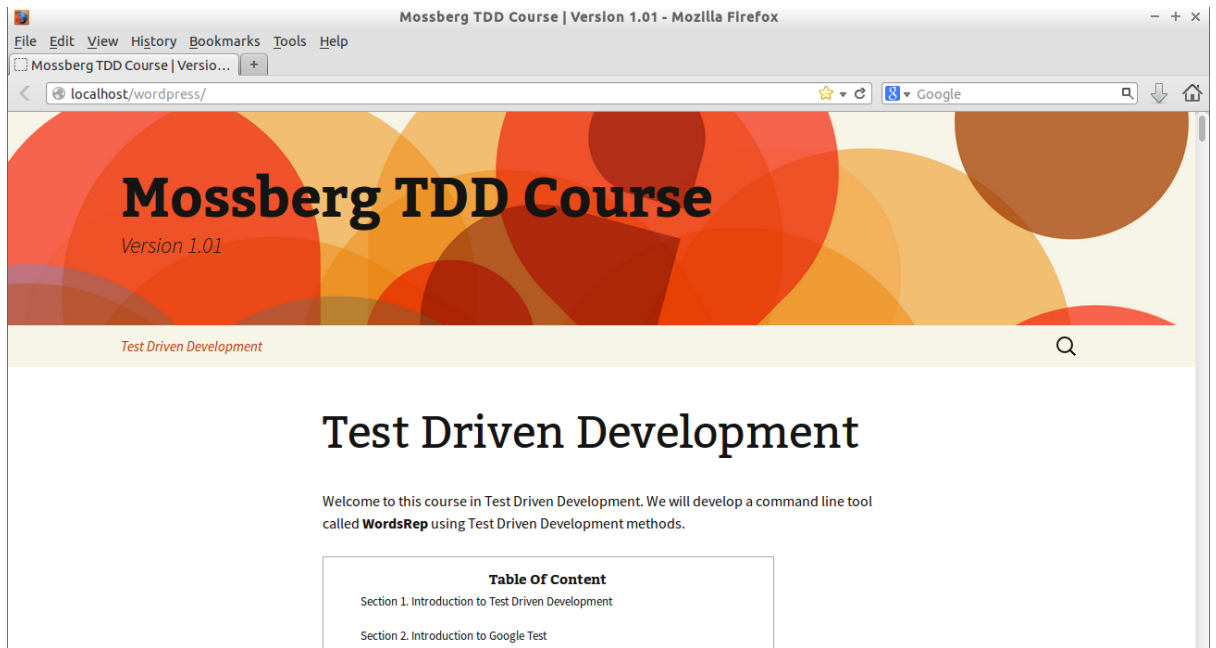 Mossberg TDD Course | Version 1.01 - Mozilla Firefox
File Edit View History Bookmarks Tools Help
Mossberg TDD Course | Versio...
localhost/wordpress/
Google
Mossberg TDD Course
Version 1.01
Test Driven Development
Test Driven Development
Welcome to this course in Test Driven Development. We will develop a command line tool
called WordsRep using Test Driven Development methods.
Table Of Content
Section 1. Introduction to Test Driven Development
Section 2. Introduction to Google Test